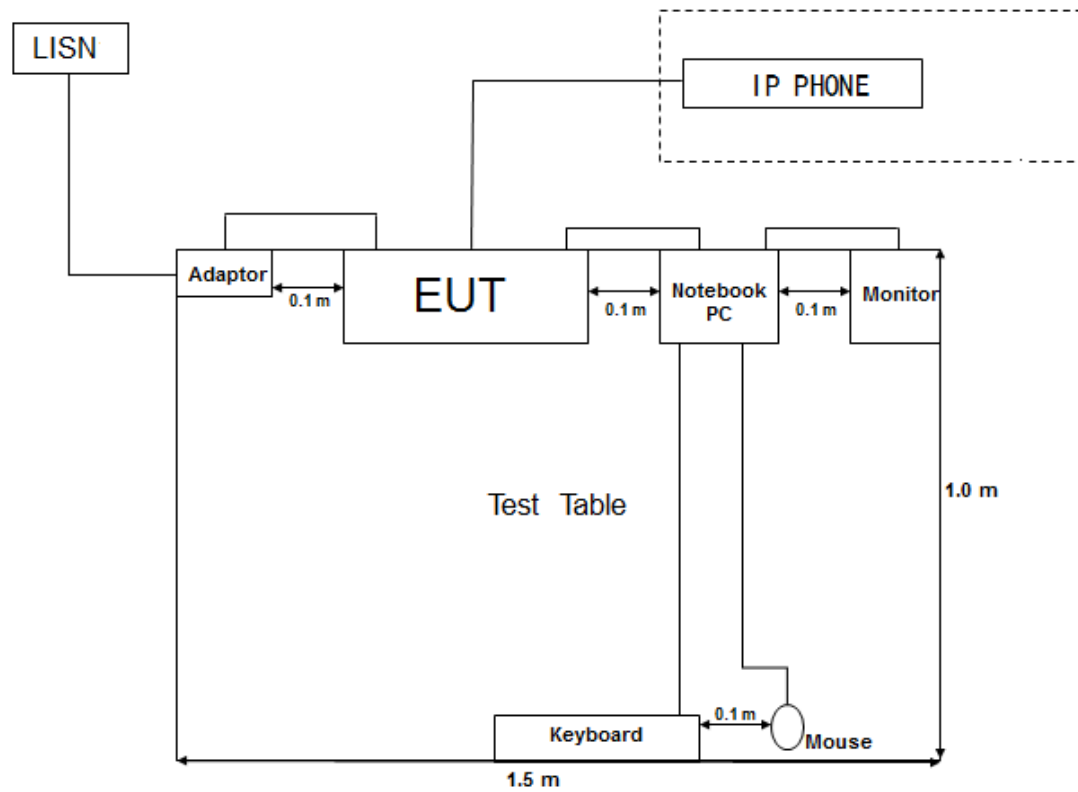 LISN
IP PHONE
Adaptor
0.1 m
EUT
0.1 m
Notebook
PC
0.1 m
Monitor
Test Table
1.0 m
Keyboard
0.1 m
Mouse
1.5 m